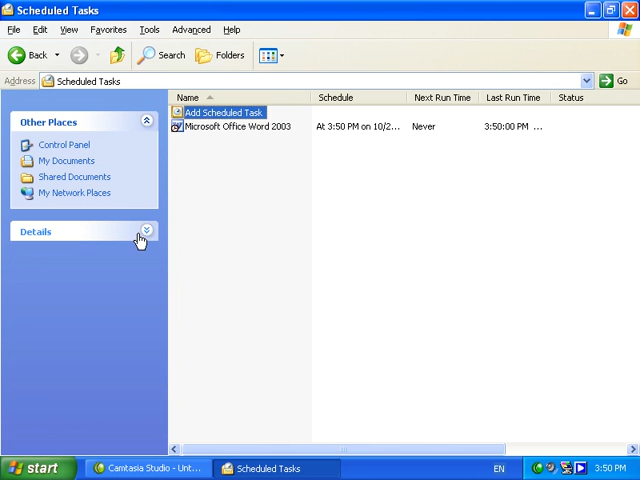 Scheduled Tasks
File Edit View Favorites Tools Advanced Help
Back Search Folders
Address Scheduled Tasks Go
Name Schedule Next Run Time Last Run Time Status
Add Scheduled Task
Microsoft Office Word 2003 At 3:50 PM on 10/2... Never 3:50:00 PM ...
Other Places
Control Panel
My Documents
Shared Documents
My Network Places
Details
start Camtasia Studio - Unt... Scheduled Tasks EN 3:50 PM